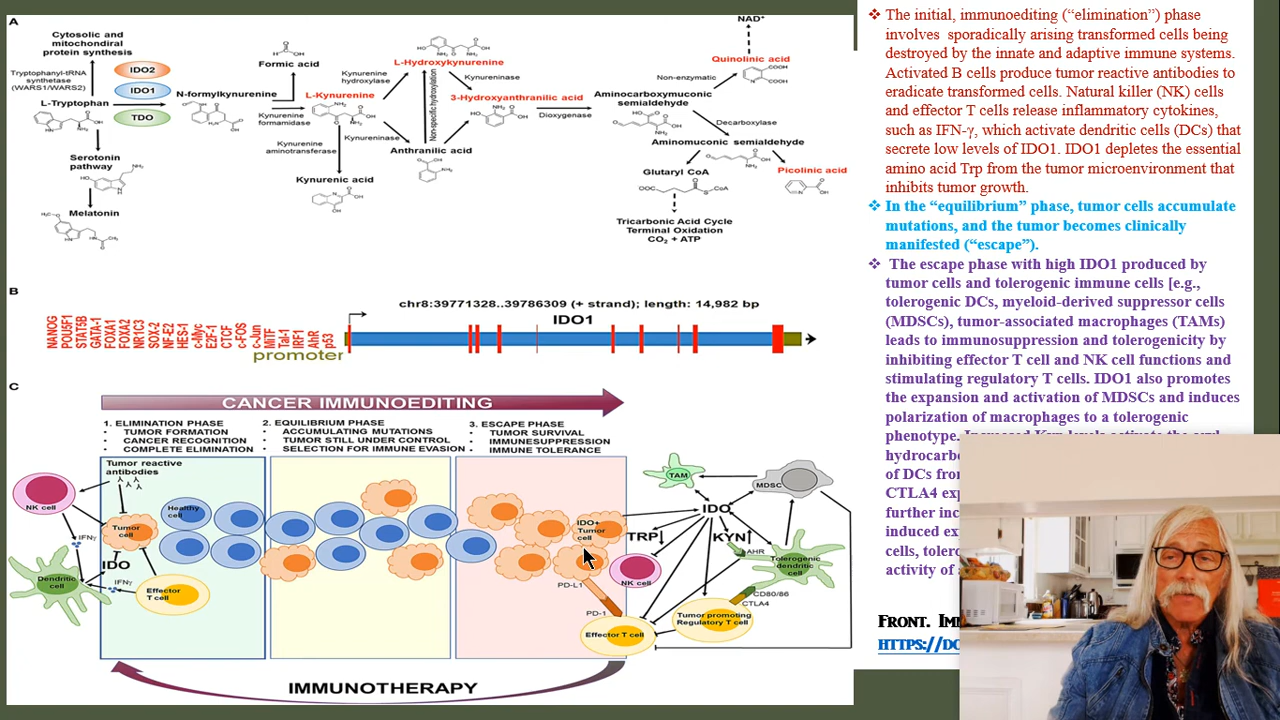 A
Cytosolic and
mitochondiral
protein synthesis
Tryptophanyl-tRNA
synthetase
(WARS1/WARS2)
IDO2
IDO1
TDO
L-Tryptophan
N-formylkynurenine
Formic acid
Kynurenine
formamidase
L-Kynurenine
Kynurenine
hydroxylase
L-Hydroxykynurenine
Kynureninase
Non-specific hydroxylation
3-Hydroxyanthranilic acid
Kynureninase
Anthranilic acid
Kynurenine
aminotransferase
Kynurenic acid
Dioxygenase
Aminocarboxymuconic
semialdehyde
Non-enzymatic
Quinolinic acid
NAD+
Decarboxylase
Aminomuconic semialdehyde
Glutaryl CoA
Picolinic acid
Tricarbonic Acid Cycle
Terminal Oxidation
CO2 + ATP
Serotonin
pathway
Melatonin
B
chr8:39771328..39786309 (+ strand); length: 14,982 bp
IDO1
NANOG
POU5F1
STAT5B
GATA-1
FOXA1
FOXA2
NR1C3
SOX-2
NF-E2
HES-1
c-Myc
E2F-1
CTCF
c-FOS
c-Jun
MiTF
Tal-1
IRF1
AhR
p53
promoter
C
CANCER IMMUNOEDITING
1. ELIMINATION PHASE
• TUMOR FORMATION
• CANCER RECOGNITION
• COMPLETE ELIMINATION
2. EQUILIBRIUM PHASE
• ACCUMULATING MUTATIONS
• TUMOR STILL UNDER CONTROL
• SELECTION FOR IMMUNE EVASION
3. ESCAPE PHASE
• TUMOR SURVIVAL
• IMMUNESUPPRESSION
• IMMUNE TOLERANCE
Tumor reactive
antibodies
NK cell
IFNγ
Dendritic
cell
IDO
IFNγ
Tumor
cell
Effector
T cell
Healthy
cell
IDO+
Tumor
cell
PD-L1
PD-1
Effector T cell
NK cell
TRP↓
IDO
KYN↑
TAM
MDSC
AHR
Tolerogenic
dendritic
cell
CD80/86
CTLA4
Tumor promoting
Regulatory T cell
IMMUNOTHERAPY
❖ The initial, immunoediting (“elimination”) phase
involves sporadically arising transformed cells being
destroyed by the innate and adaptive immune systems.
Activated B cells produce tumor reactive antibodies to
eradicate transformed cells. Natural killer (NK) cells
and effector T cells release inflammatory cytokines,
such as IFN-γ, which activate dendritic cells (DCs) that
secrete low levels of IDO1. IDO1 depletes the essential
amino acid Trp from the tumor microenvironment that
inhibits tumor growth.
❖ In the “equilibrium” phase, tumor cells accumulate
mutations, and the tumor becomes clinically
manifested (“escape”).
❖ The escape phase with high IDO1 produced by
tumor cells and tolerogenic immune cells [e.g.,
tolerogenic DCs, myeloid-derived suppressor cells
(MDSCs), tumor-associated macrophages (TAMs)
leads to immunosuppression and tolerogenicity by
inhibiting effector T cell and NK cell functions and
stimulating regulatory T cells. IDO1 also promotes
the expansion and activation of MDSCs and induces
polarization of macrophages to a tolerogenic
phenotype.
hydrocarbo
of DCs from
CTLA4 exp
further inc
induced ex
cells, tolero
activity of
FRONT. IM
HTTPS://DO